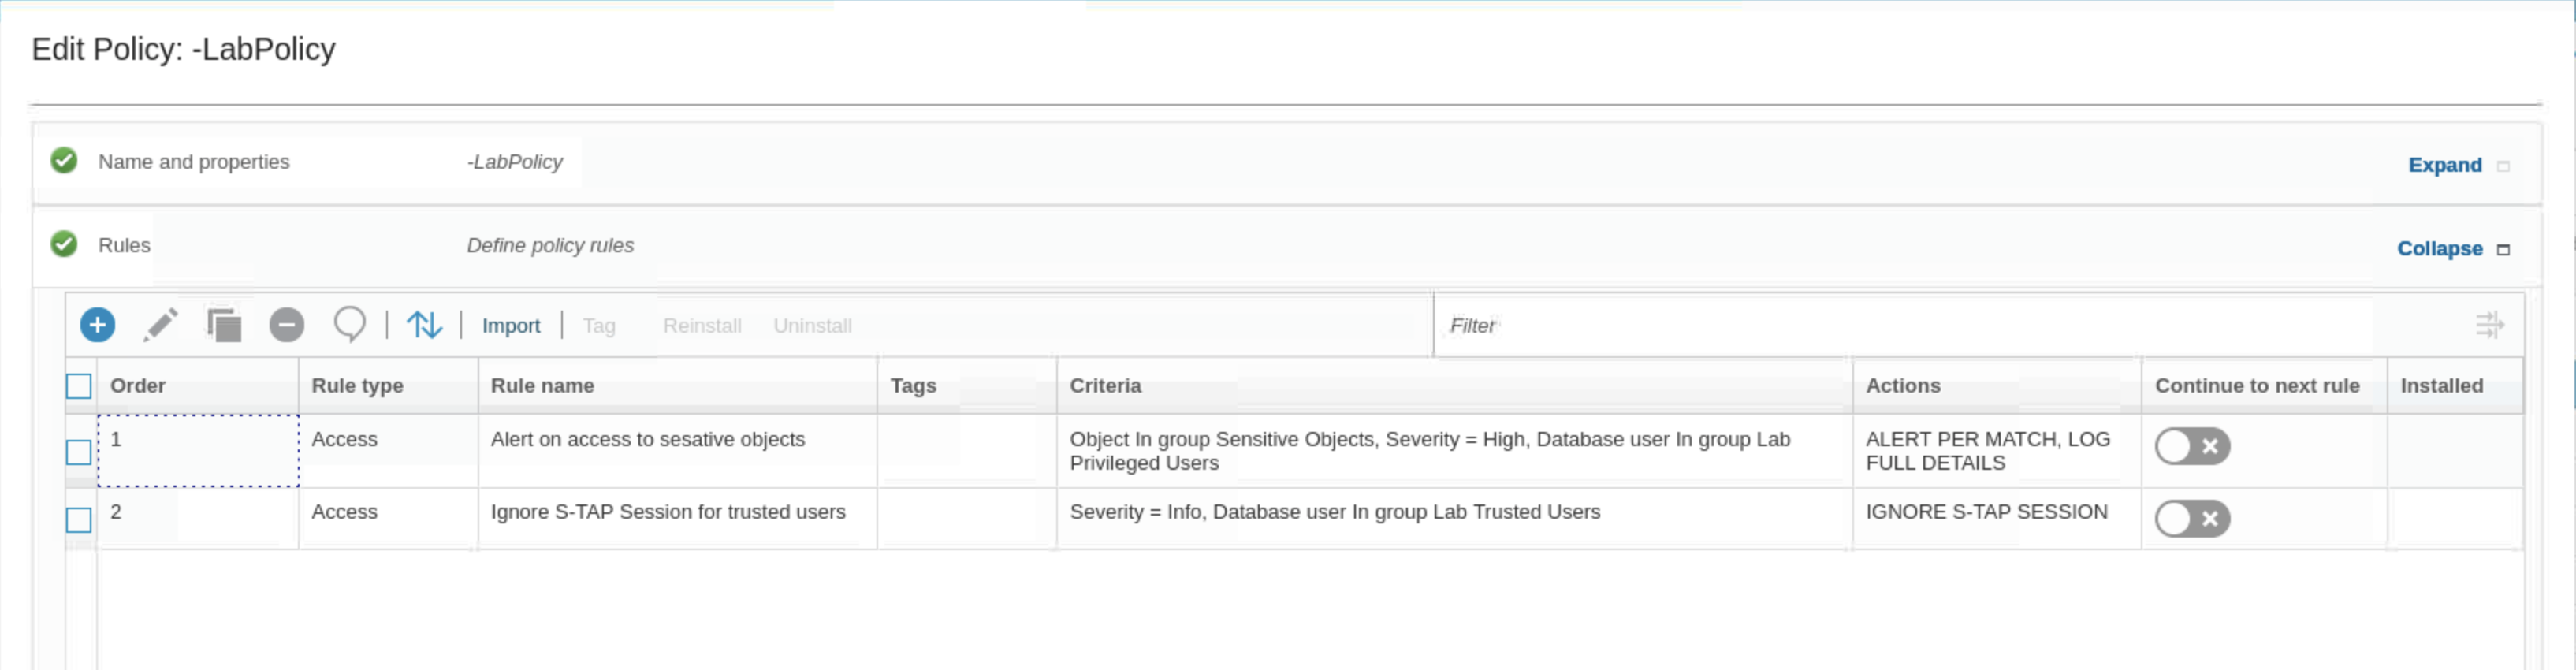 Edit Policy: -LabPolicy
Name and properties -LabPolicy Expand
Rules Define policy rules Collapse
Import Tag Reinstall Uninstall Filter
Order Rule type Rule name Tags Criteria Actions Continue to next rule Installed
1 Access Alert on access to sesative objects Object In group Sensitive Objects, Severity = High, Database user In group Lab ALERT PER MATCH, LOG
Privileged Users FULL DETAILS
2 Access Ignore S-TAP Session for trusted users Severity = Info, Database user In group Lab Trusted Users IGNORE S-TAP SESSION